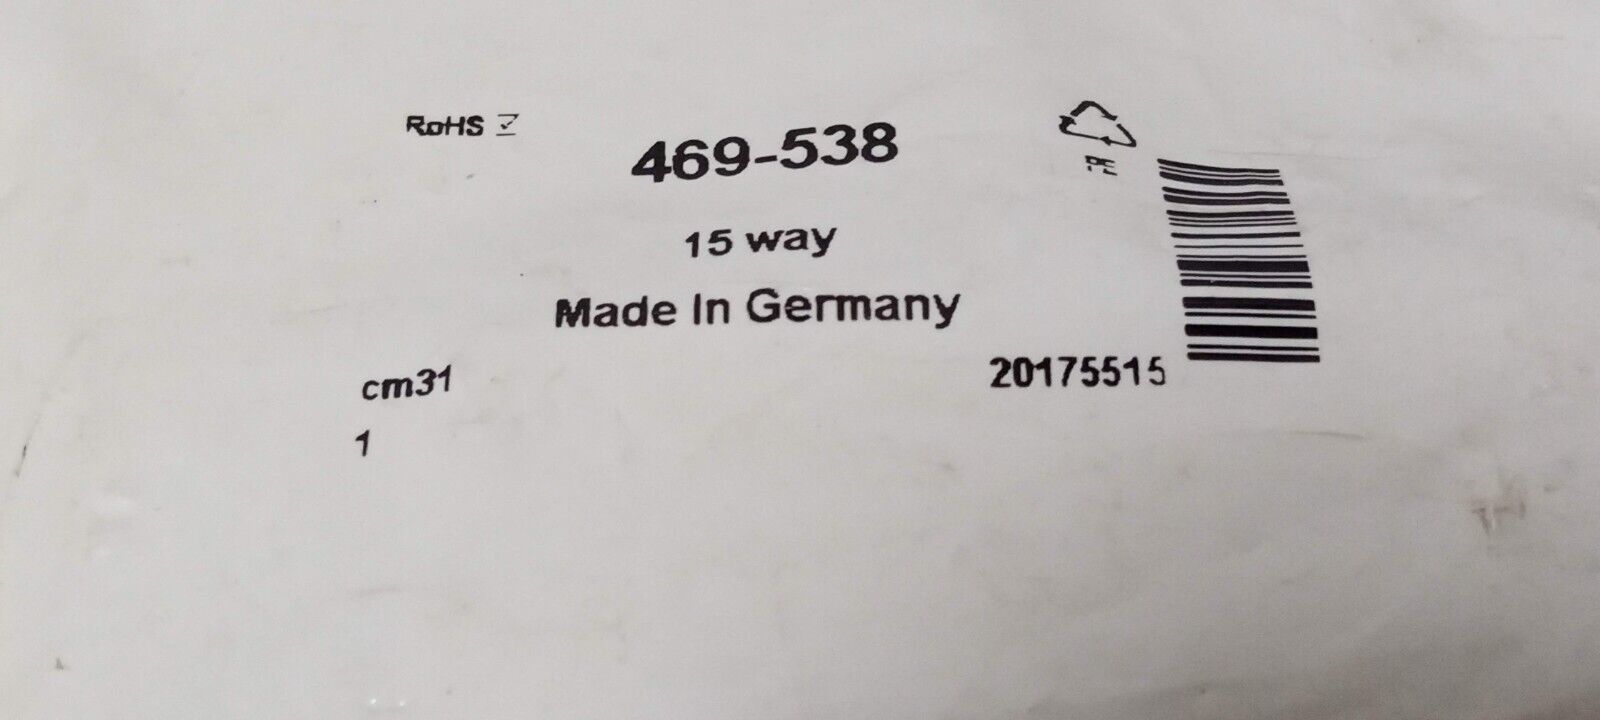 RoHS
469-538
PE
15 way
Made In Germany
cm31
20175515
1